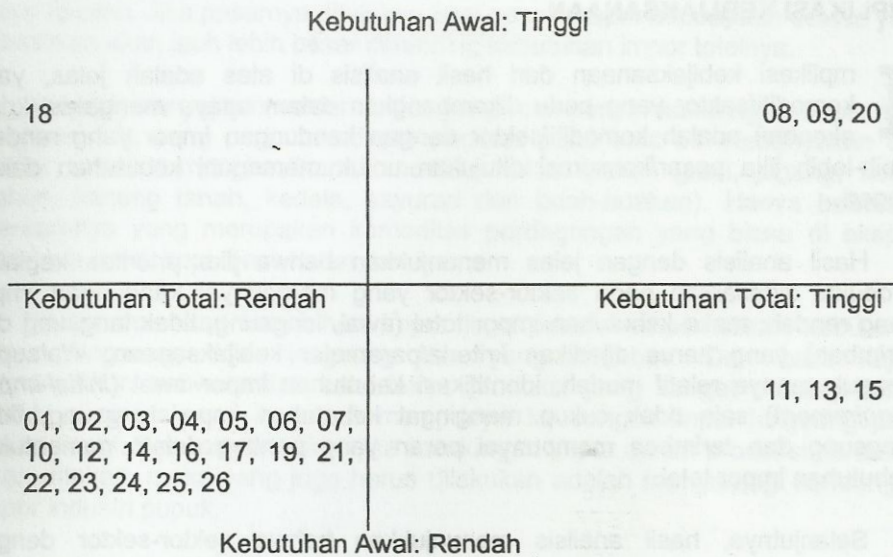 Kebutuhan Awal: Tinggi
18
08, 09, 20
Kebutuhan Total: Rendah
Kebutuhan Total: Tinggi
11, 13, 15
01, 02, 03, 04, 05, 06, 07
10, 12, 14, 16, 17, 19, 21
22, 23, 24, 25, 26
Kebutuhan Awal: Rendah